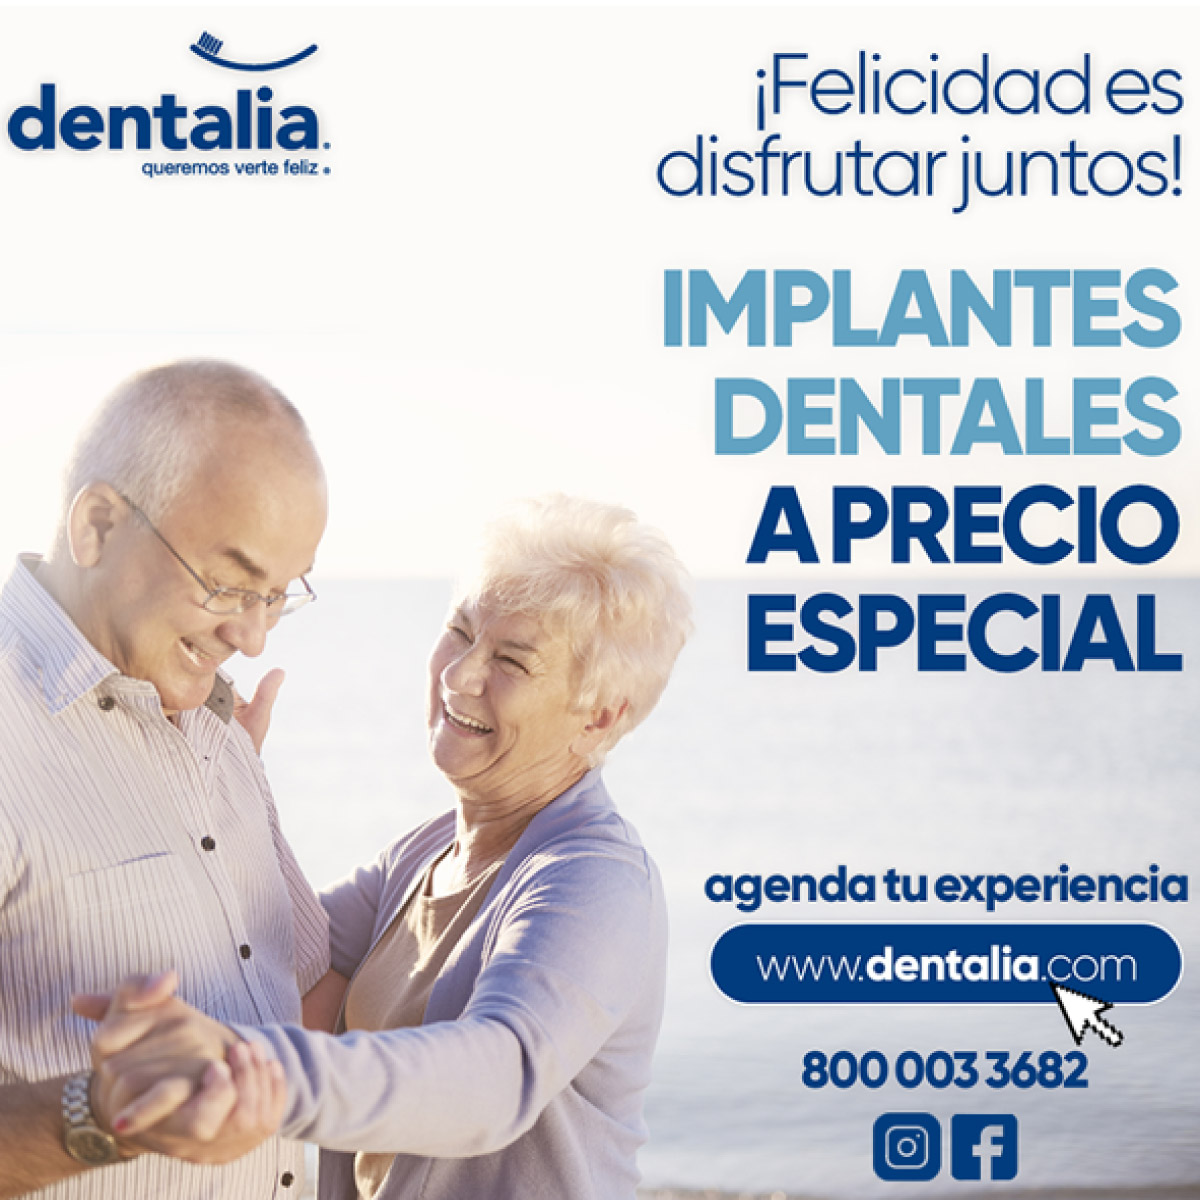 dentalia.
queremos verte feliz.
¡Felicidad es
disfrutar juntos!
IMPLANTES
DENTALES
A PRECIO
ESPECIAL
agenda tu experiencia
www.dentalia.com
800 003 3682